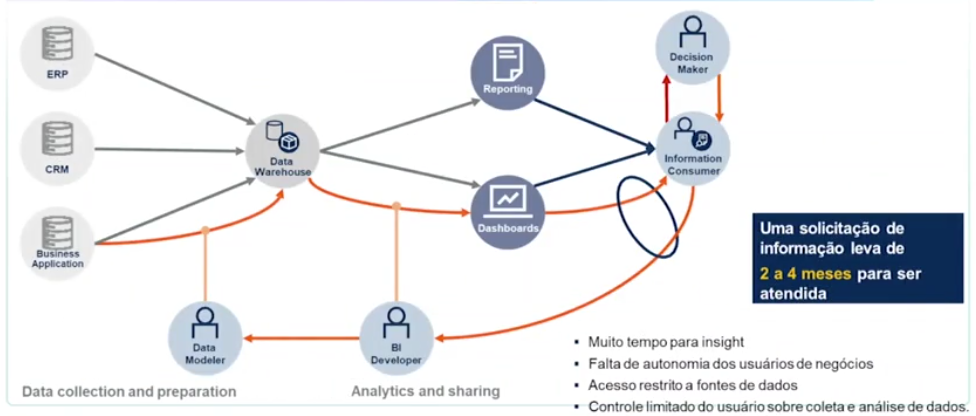 ERP
CRM
Business
Application
Data
Warehouse
Reporting
Dashboards
Decision
Maker
Information
Consumer
Data
Modeler
BI
Developer
Data collection and preparation
Analytics and sharing
Uma solicitação de
informação leva de
2 a 4 meses para ser
atendida
▪ Muito tempo para insight
▪ Falta de autonomia dos usuários de negócios
▪ Acesso restrito a fontes de dados
▪ Controle limitado do usuário sobre coleta e análise de dados.